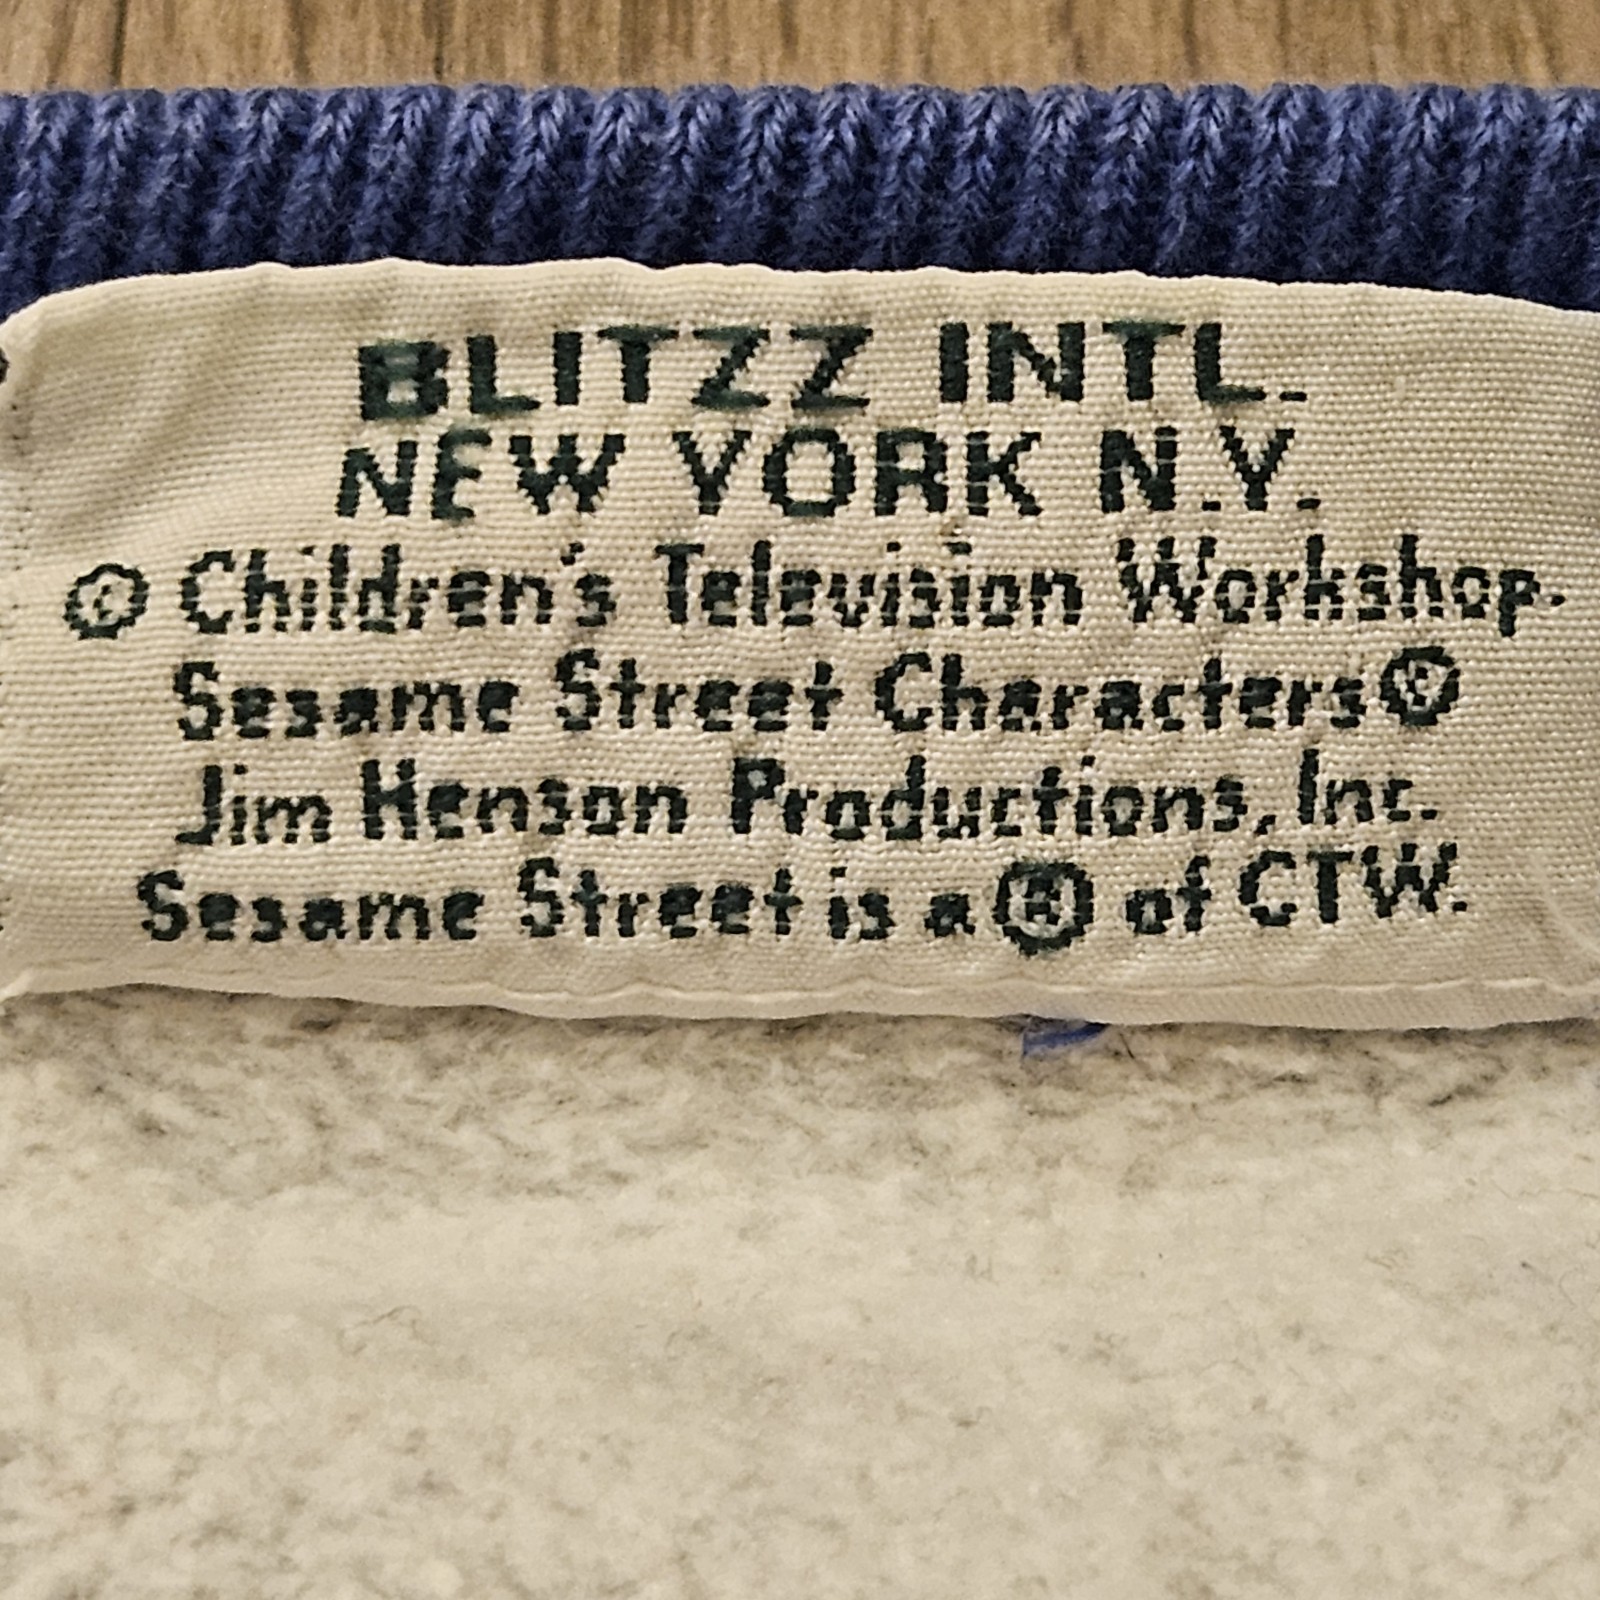 BLITZZ INTL.
NEW YORK N.Y.
© Children's Television Workshop.
Sesame Street Characters©
Jim Henson Productions, Inc.
Sesame Street is a ® of CTW.